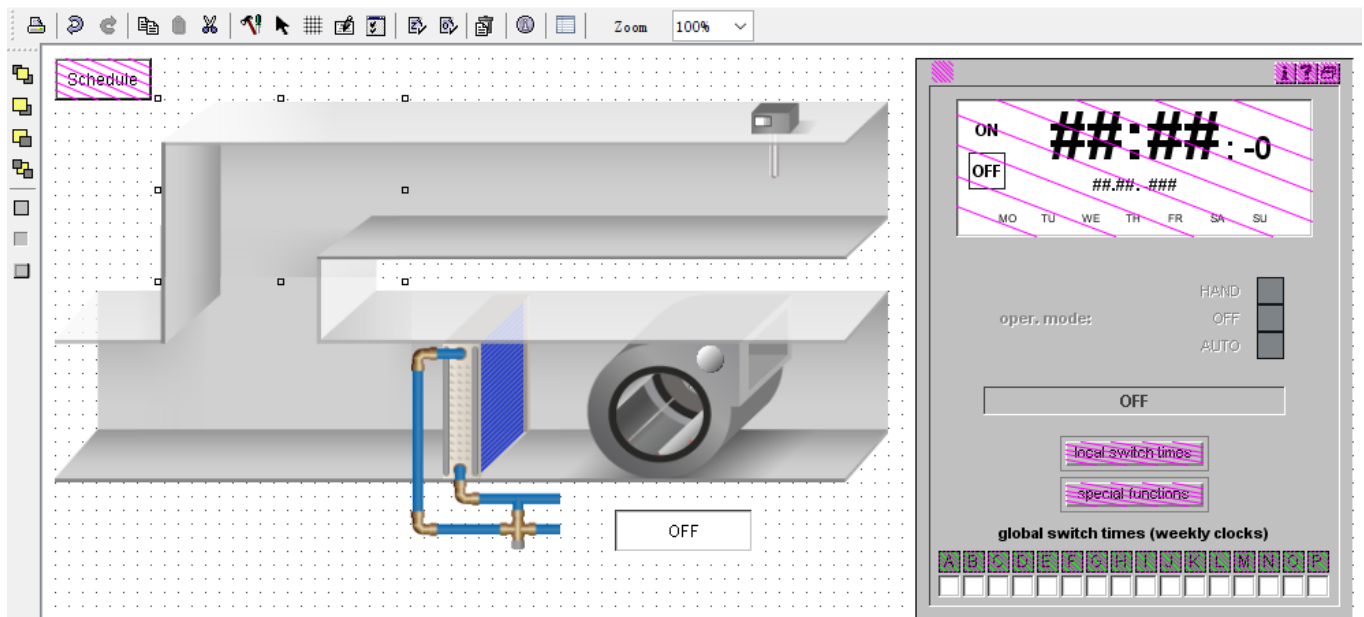 Zoom 100%
Schedule
i ?
ON
OFF
##:##:-0
##.##.-###
MO TU WE TH FR SA SU
HAND
oper. mode: OFF
AUTO
OFF
local switch times
special functions
OFF
global switch times (weekly clocks)
A B C D E F G H I J K L M N O P